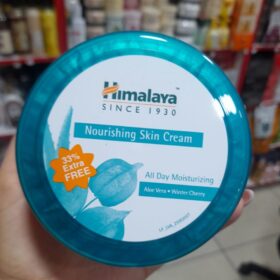 Himalaya
SINCE 1930
Nourishing Skin Cream
33%
Extra
FREE
All Day Moisturizing
Aloe Vera • Winter Cherry